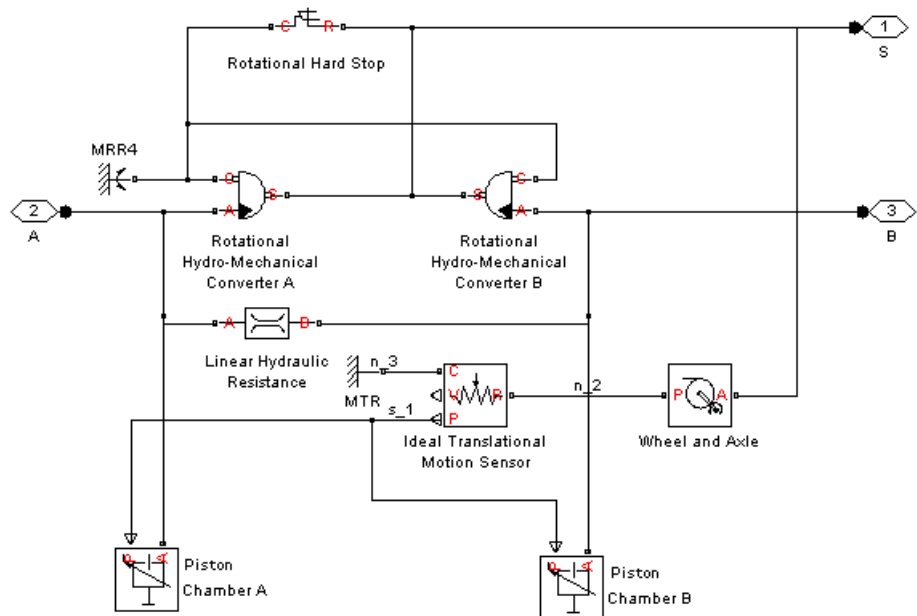 C R
1
Rotational Hard Stop
S
MRR4
C C
S S
2
A A
3
A
B
Rotational
Hydro-Mechanical
Converter A
Rotational
Hydro-Mechanical
Converter B
A B
Linear Hydraulic
Resistance
n_3
MTR
C
V R
P
n_2
P A
s_1
Ideal Translational
Motion Sensor
Wheel and Axle
P A
Piston
Chamber A
P A
Piston
Chamber B